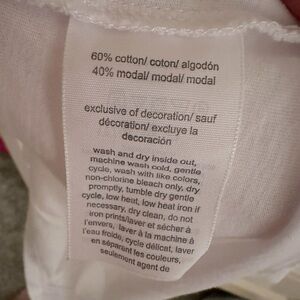 60% cotton/ coton/ algodón
40% modal/ modal/ modal
exclusive of decoration/ sauf
décoration/ excluye la
decoración
wash and dry inside out,
machine wash cold, gentle
cycle, wash with like colors,
non-chlorine bleach only, dry
promptly, tumble dry gentle
cycle, low heat, low heat iron if
necessary, dry clean, do not
iron prints/laver et sécher à
l'envers, laver à la machine à
l'eau froide, cycle délicat, laver
en séparant les couleurs,
seulement agent de